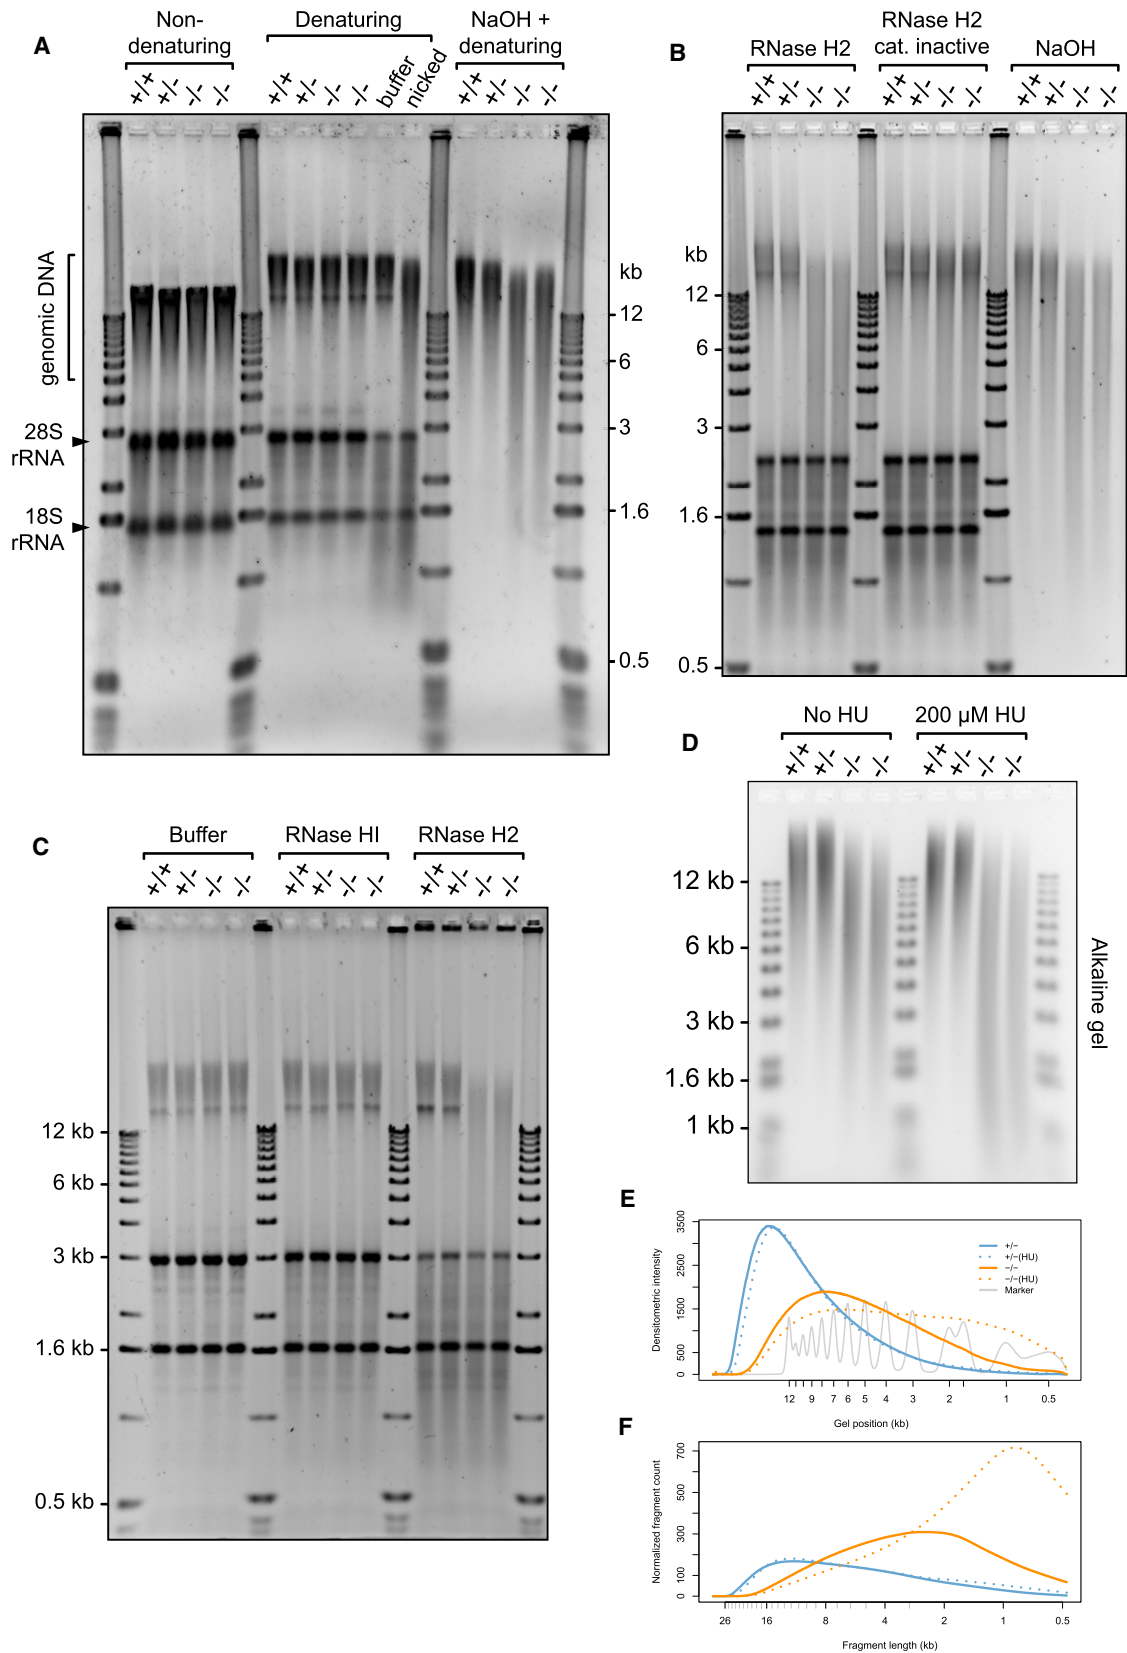 A
Non-
denaturing
Denaturing
NaOH +
denaturing
+/+
+/-
-/-
-/-
+/+
+/-
-/-
-/-
buffer
nicked
+/+
+/-
-/-
-/-
genomic DNA
28S
rRNA
18S
rRNA
kb
12
6
3
1.6
0.5
B
RNase H2
RNase H2
cat. inactive
NaOH
+/+
+/-
-/-
-/-
+/+
+/-
-/-
-/-
+/+
+/-
-/-
-/-
kb
12
6
3
1.6
0.5
C
Buffer
RNase HI
RNase H2
+/+
+/-
-/-
-/-
+/+
+/-
-/-
-/-
+/+
+/-
-/-
-/-
12 kb
6 kb
3 kb
1.6 kb
0.5 kb
D
No HU
200 µM HU
+/+
+/-
-/-
-/-
+/+
+/-
-/-
-/-
12 kb
6 kb
3 kb
1.6 kb
1 kb
Alkaline gel
E
Densitometric intensity
3500
2500
1500
500
0
+/−
+/−(HU)
−/−
−/−(HU)
Marker
12 9 7 6 5 4 3 2 1 0.5
Gel position (kb)
F
Normalized fragment count
700
500
300
100
0
26 16 8 4 2 1 0.5
Fragment length (kb)